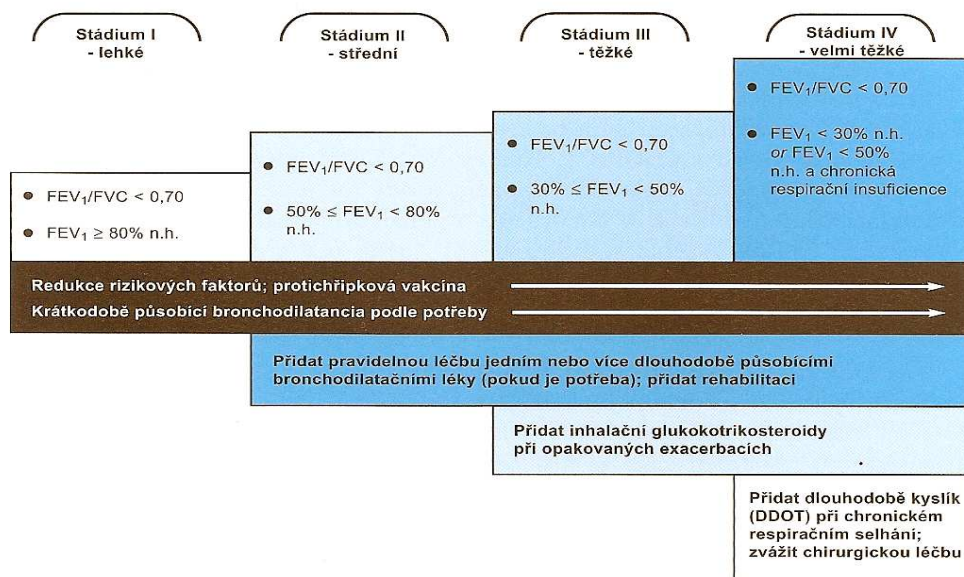 Stádium I
- lehké
Stádium II
- střední
Stádium III
- těžké
Stádium IV
- velmi těžké
● FEV₁/FVC < 0,70
● FEV₁ ≥ 80% n.h.
● FEV₁/FVC < 0,70
● 50% ≤ FEV₁ < 80%
n.h.
● FEV₁/FVC < 0,70
● 30% ≤ FEV₁ < 50%
n.h.
● FEV₁/FVC < 0,70
● FEV₁ < 30% n.h.
or FEV₁ < 50%
n.h. a chronická
respirační insuficience
Redukce rizikových faktorů; protichřipková vakcína
Krátkodobě působící bronchodilatancia podle potřeby
Přidat pravidelnou léčbu jedním nebo více dlouhodobě působícími
bronchodilatačními léky (pokud je potřeba); přidat rehabilitaci
Přidat inhalační glukokotrikosteroidy
při opakovaných exacerbacích
Přidat dlouhodobě kyslík
(DDOT) při chronickém
respiračním selhání;
zvážit chirurgickou léčbu